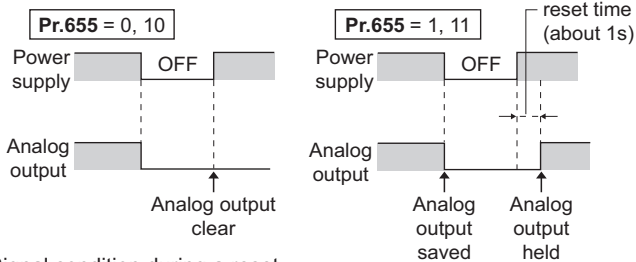 Pr.655 = 0, 10
Power supply
OFF
Analog output
Analog output clear
Pr.655 = 1, 11
reset time (about 1s)
Power supply
OFF
Analog output
Analog output saved
Analog output held